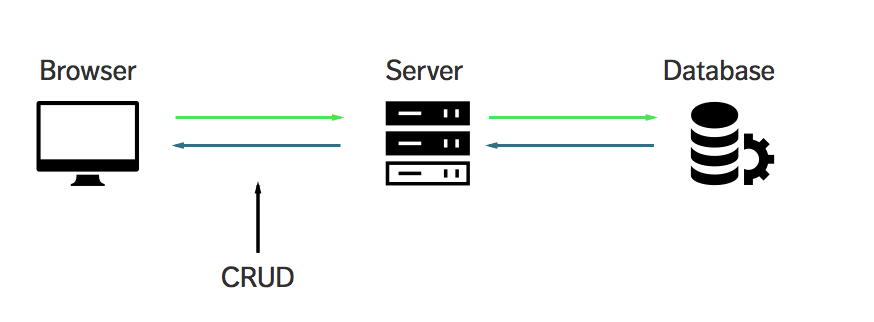 Browser
Server
Database
CRUD